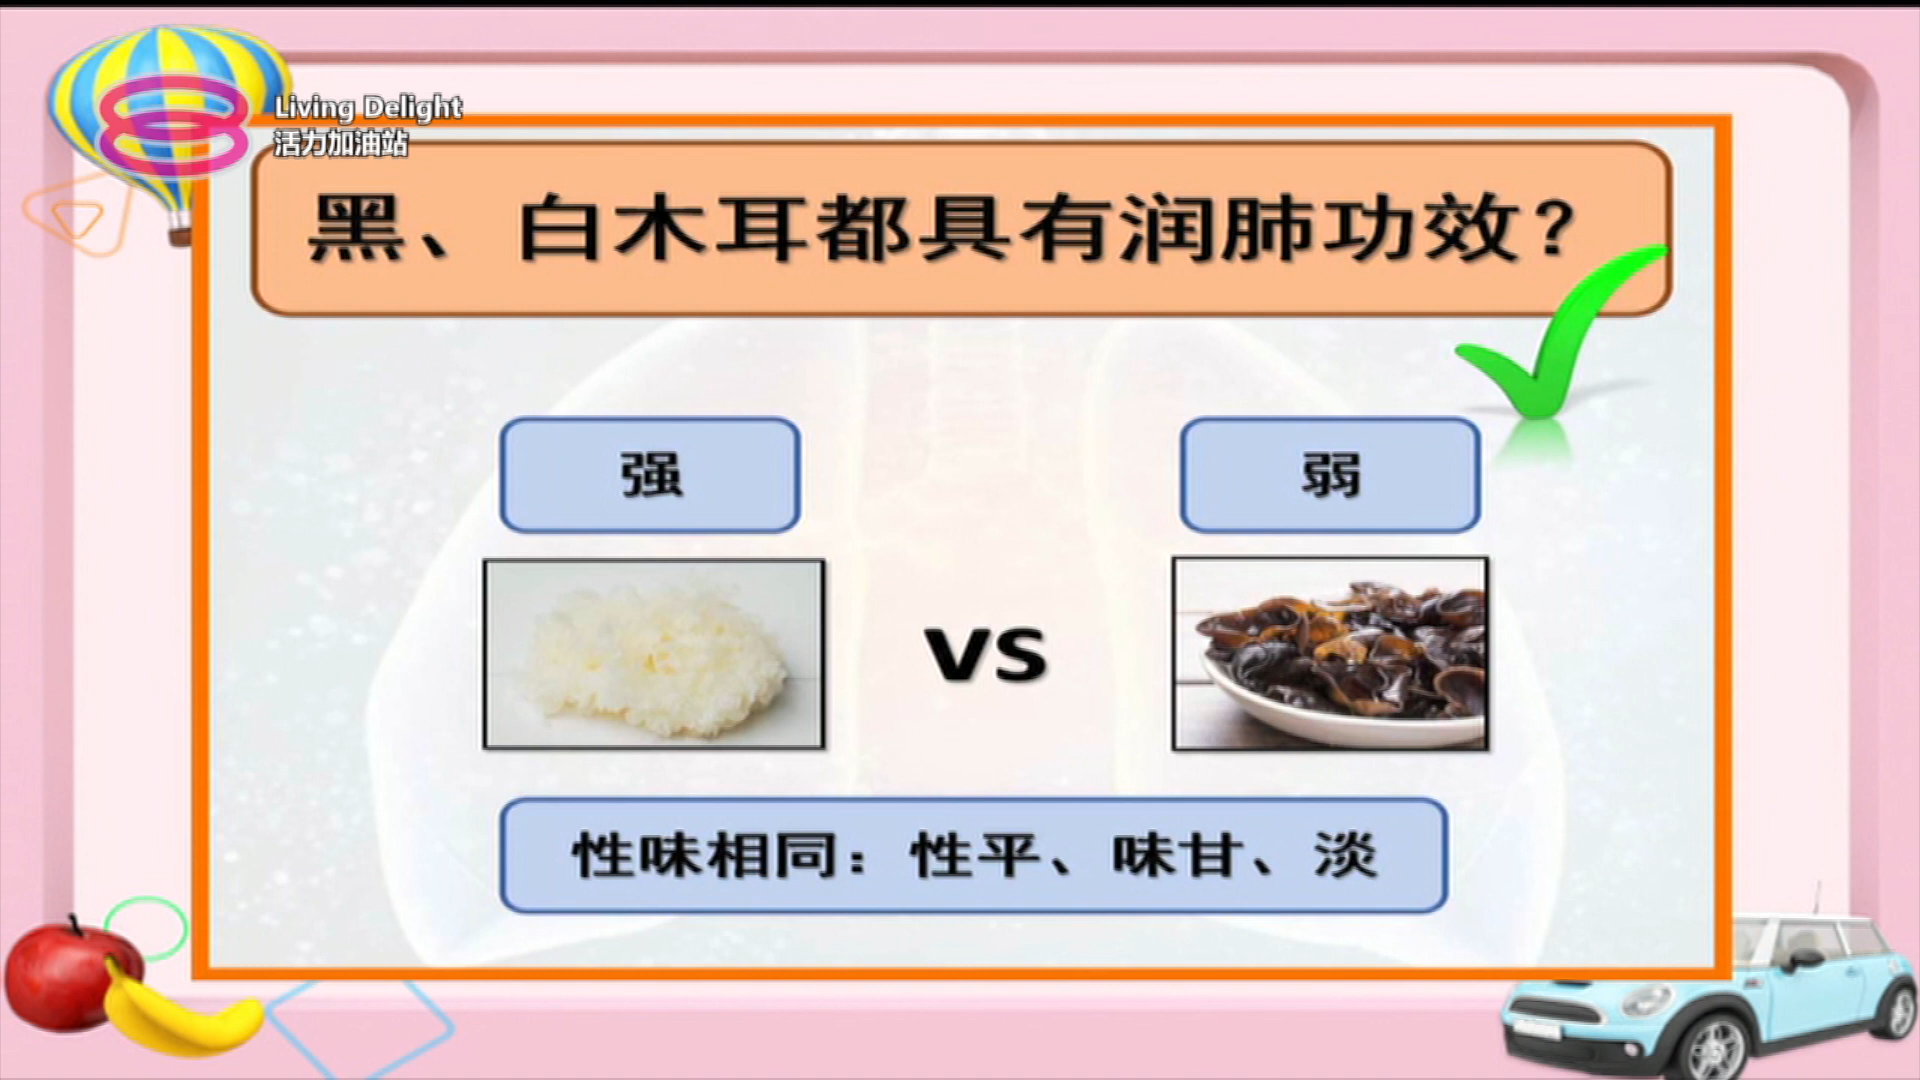 Living Delight
活力加油站
黑、白木耳都具有润肺功效?
强
弱
VS
性味相同：性平、味甘、淡